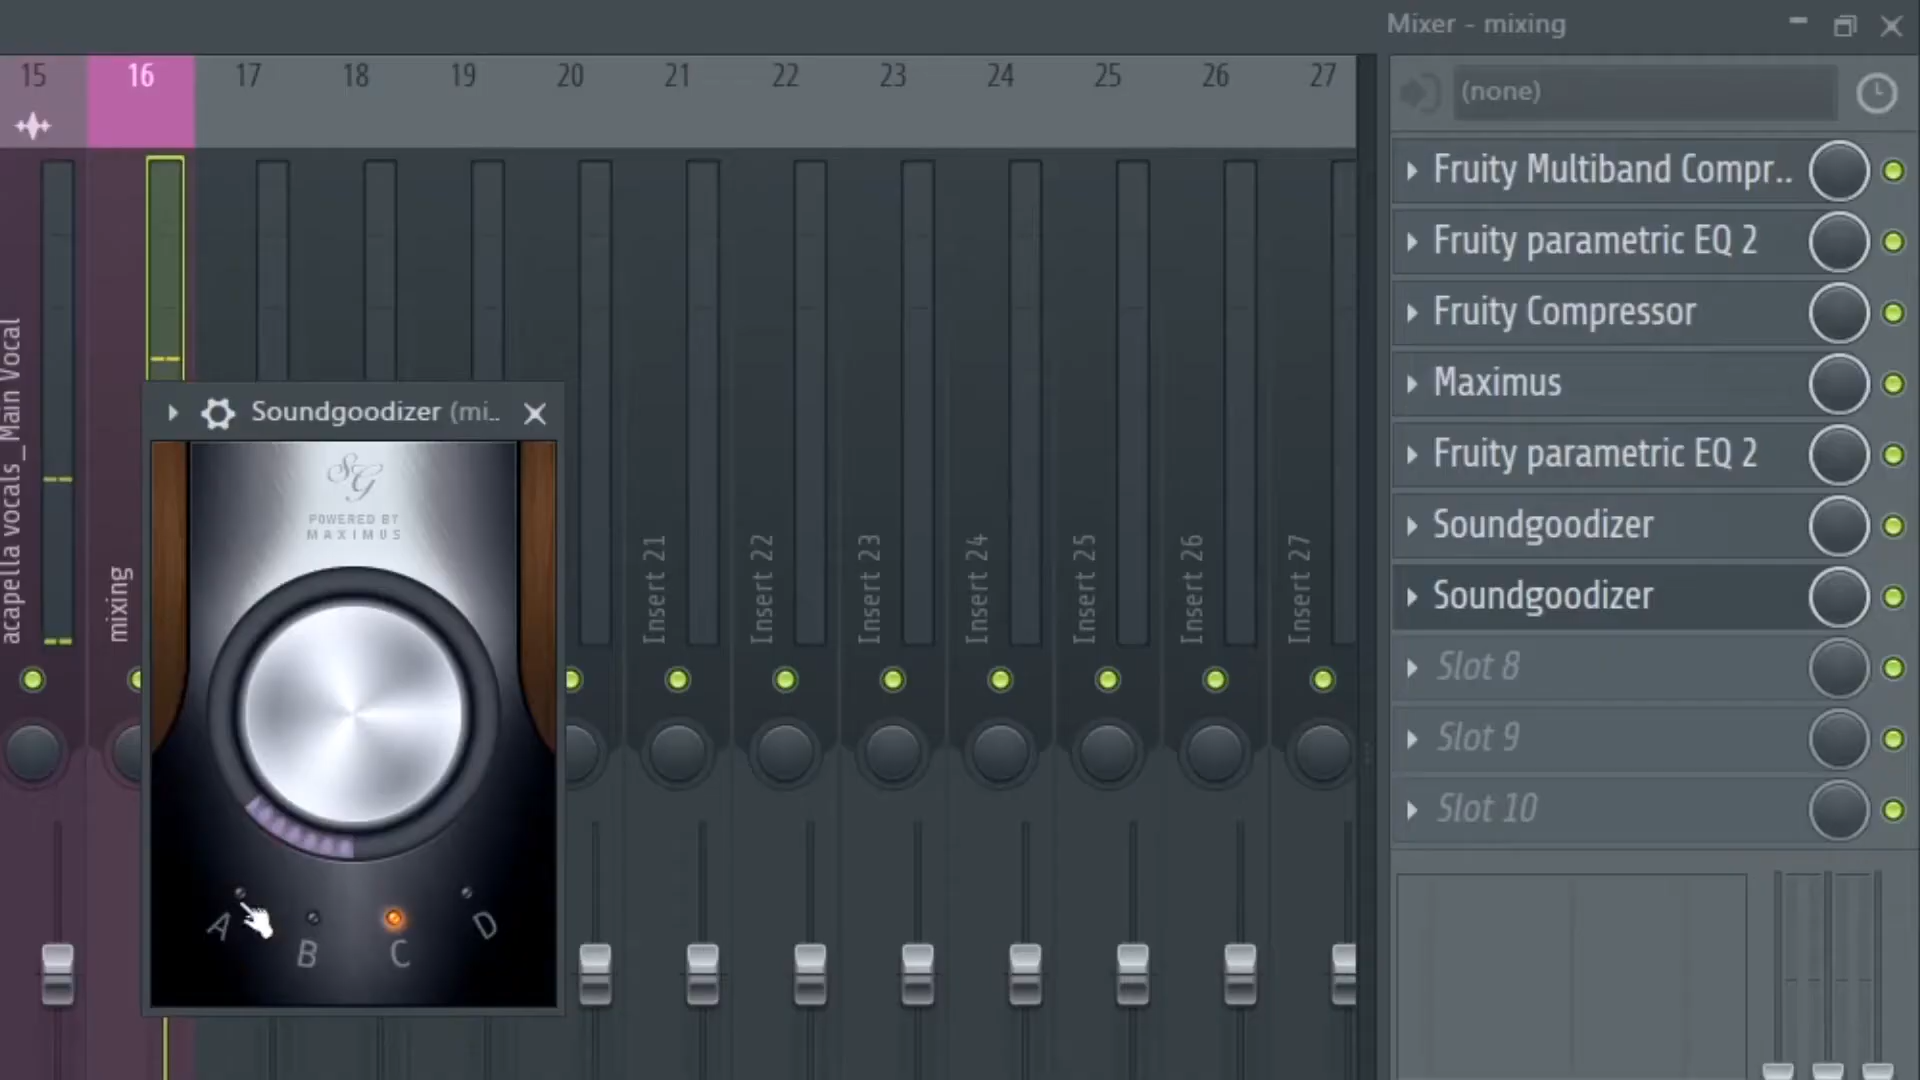 Mixer - mixing
15 16 17 18 19 20 21 22 23 24 25 26 27
(none)
Fruity Multiband Compr..
Fruity parametric EQ 2
Fruity Compressor
Maximus
Fruity parametric EQ 2
Soundgoodizer
Soundgoodizer
Slot 8
Slot 9
Slot 10
acapella vocals_Main Vocal
mixing
Soundgoodizer (mi..
SG
POWERED BY
MAXIMUS
A B C D
Insert 21
Insert 22
Insert 23
Insert 24
Insert 25
Insert 26
Insert 27